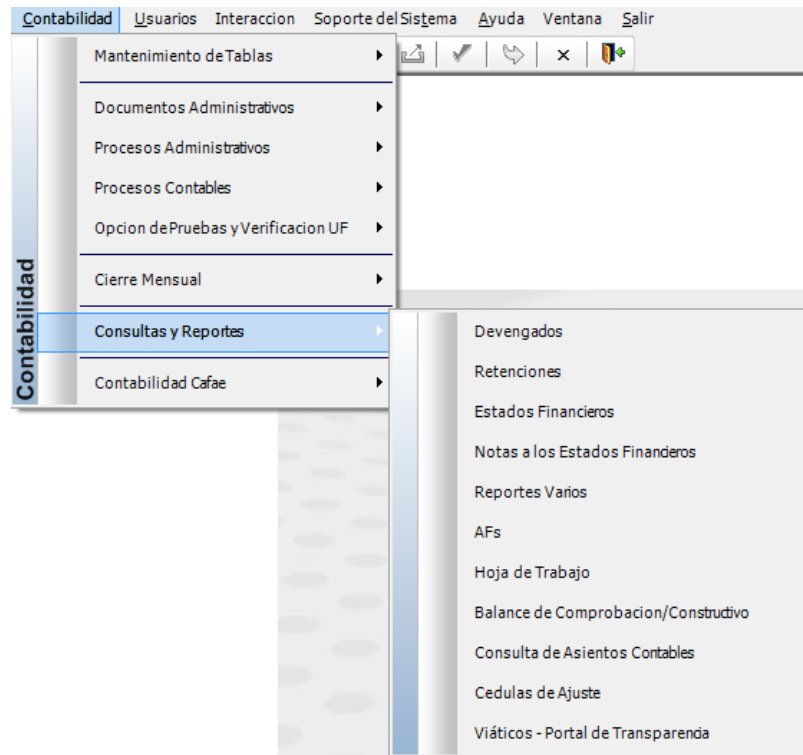 Contabilidad Usuarios Interaccion Soporte del Sistema Ayuda Ventana Salir
Contabilidad
Mantenimiento de Tablas
Documentos Administrativos
Procesos Administrativos
Procesos Contables
Opcion de Pruebas y Verificacion UF
Cierre Mensual
Consultas y Reportes
Contabilidad Cafae
Devengados
Retenciones
Estados Financieros
Notas a los Estados Financieros
Reportes Varios
AFs
Hoja de Trabajo
Balance de Comprobacion/Constructivo
Consulta de Asientos Contables
Cedulas de Ajuste
Viáticos - Portal de Transparencia